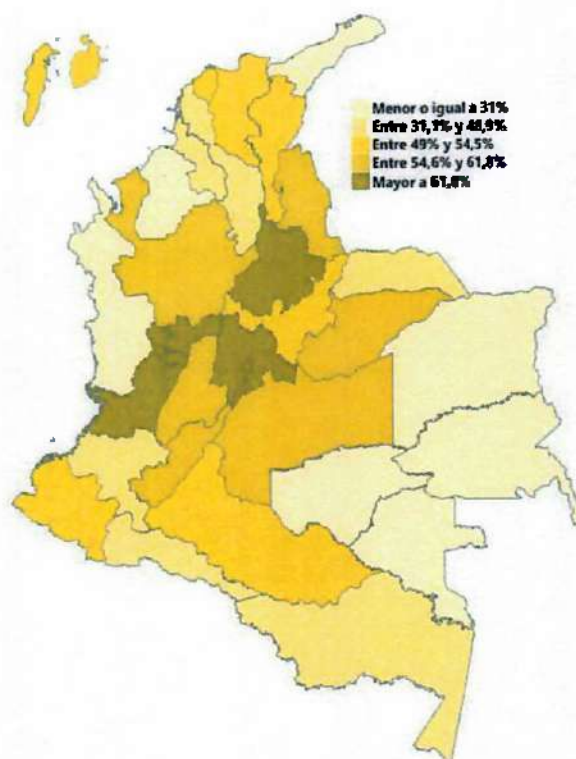 Menor o igual a 31%
Entre 31,1% y 48,9%
Entre 49% y 54,5%
Entre 54,6% y 61,8%
Mayor a 61,8%